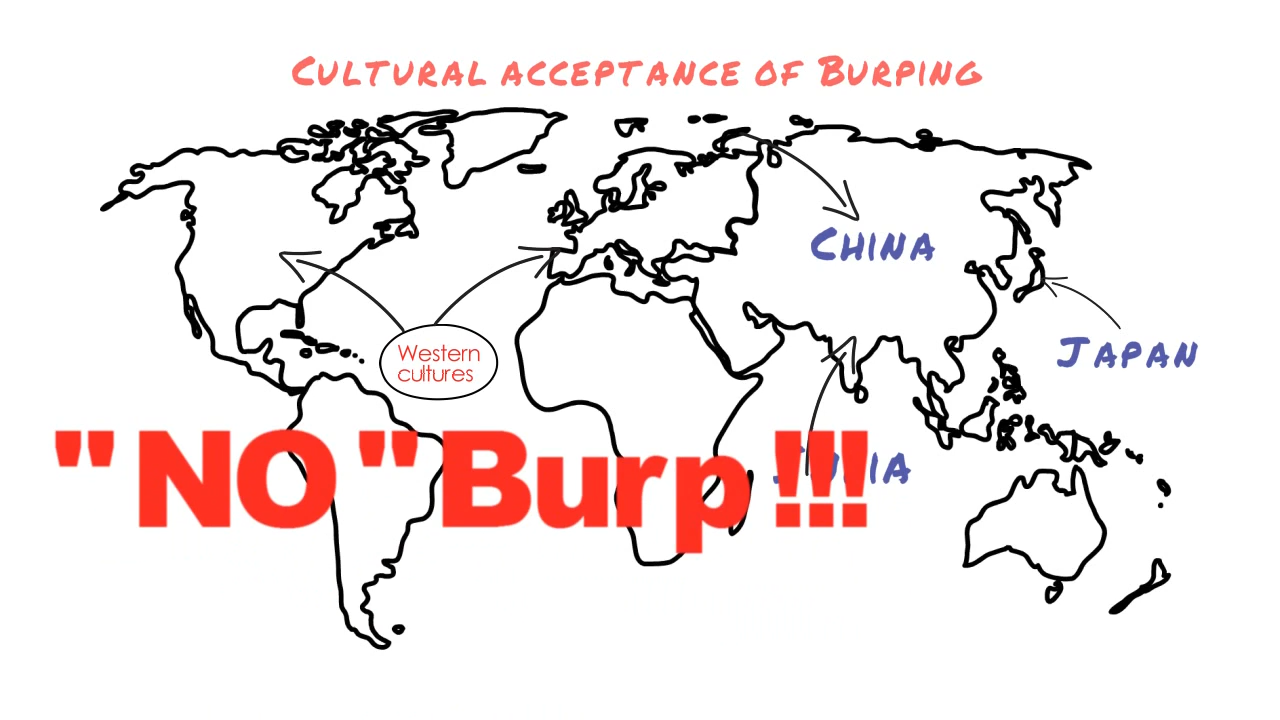 CULTURAL ACCEPTANCE OF BURPING
CHINA
Western
cultures
JAPAN
"NO" Burp!!!